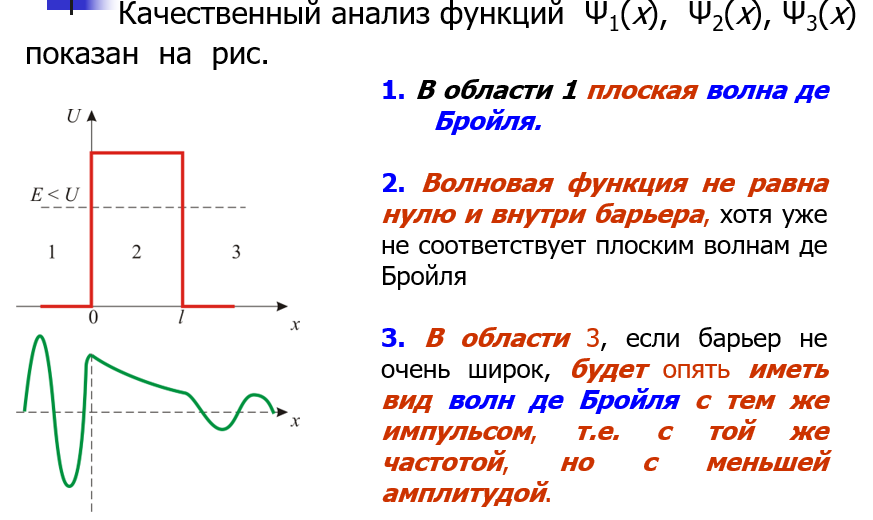 Качественный анализ функций Ψ₁(x), Ψ₂(x), Ψ₃(x)
показан на рис.
1. В области 1 плоская волна де
Бройля.
2. Волновая функция не равна
нулю и внутри барьера, хотя уже
не соответствует плоским волнам де
Бройля
3. В области 3, если барьер не
очень широк, будет опять иметь
вид волн де Бройля с тем же
импульсом, т.е. с той же
частотой, но с меньшей
амплитудой.
U
E < U
1 2 3
0 l x
x